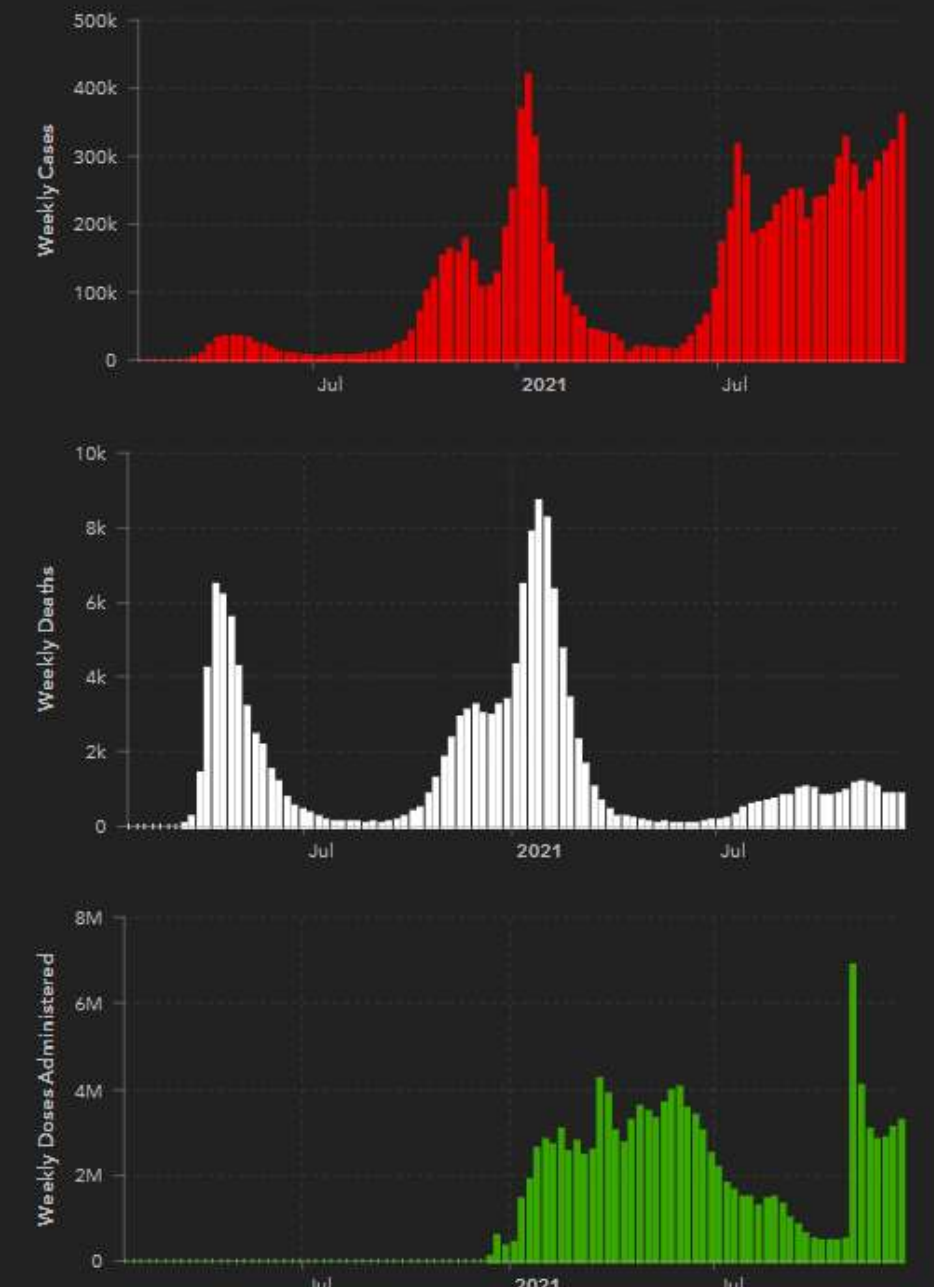 500k
400k
300k
200k
100k
0
Weekly Cases
Jul
2021
Jul
10k
8k
6k
4k
2k
0
Weekly Deaths
Jul
2021
Jul
8M
6M
4M
2M
0
Weekly Doses Administered
Jul
2021
Jul